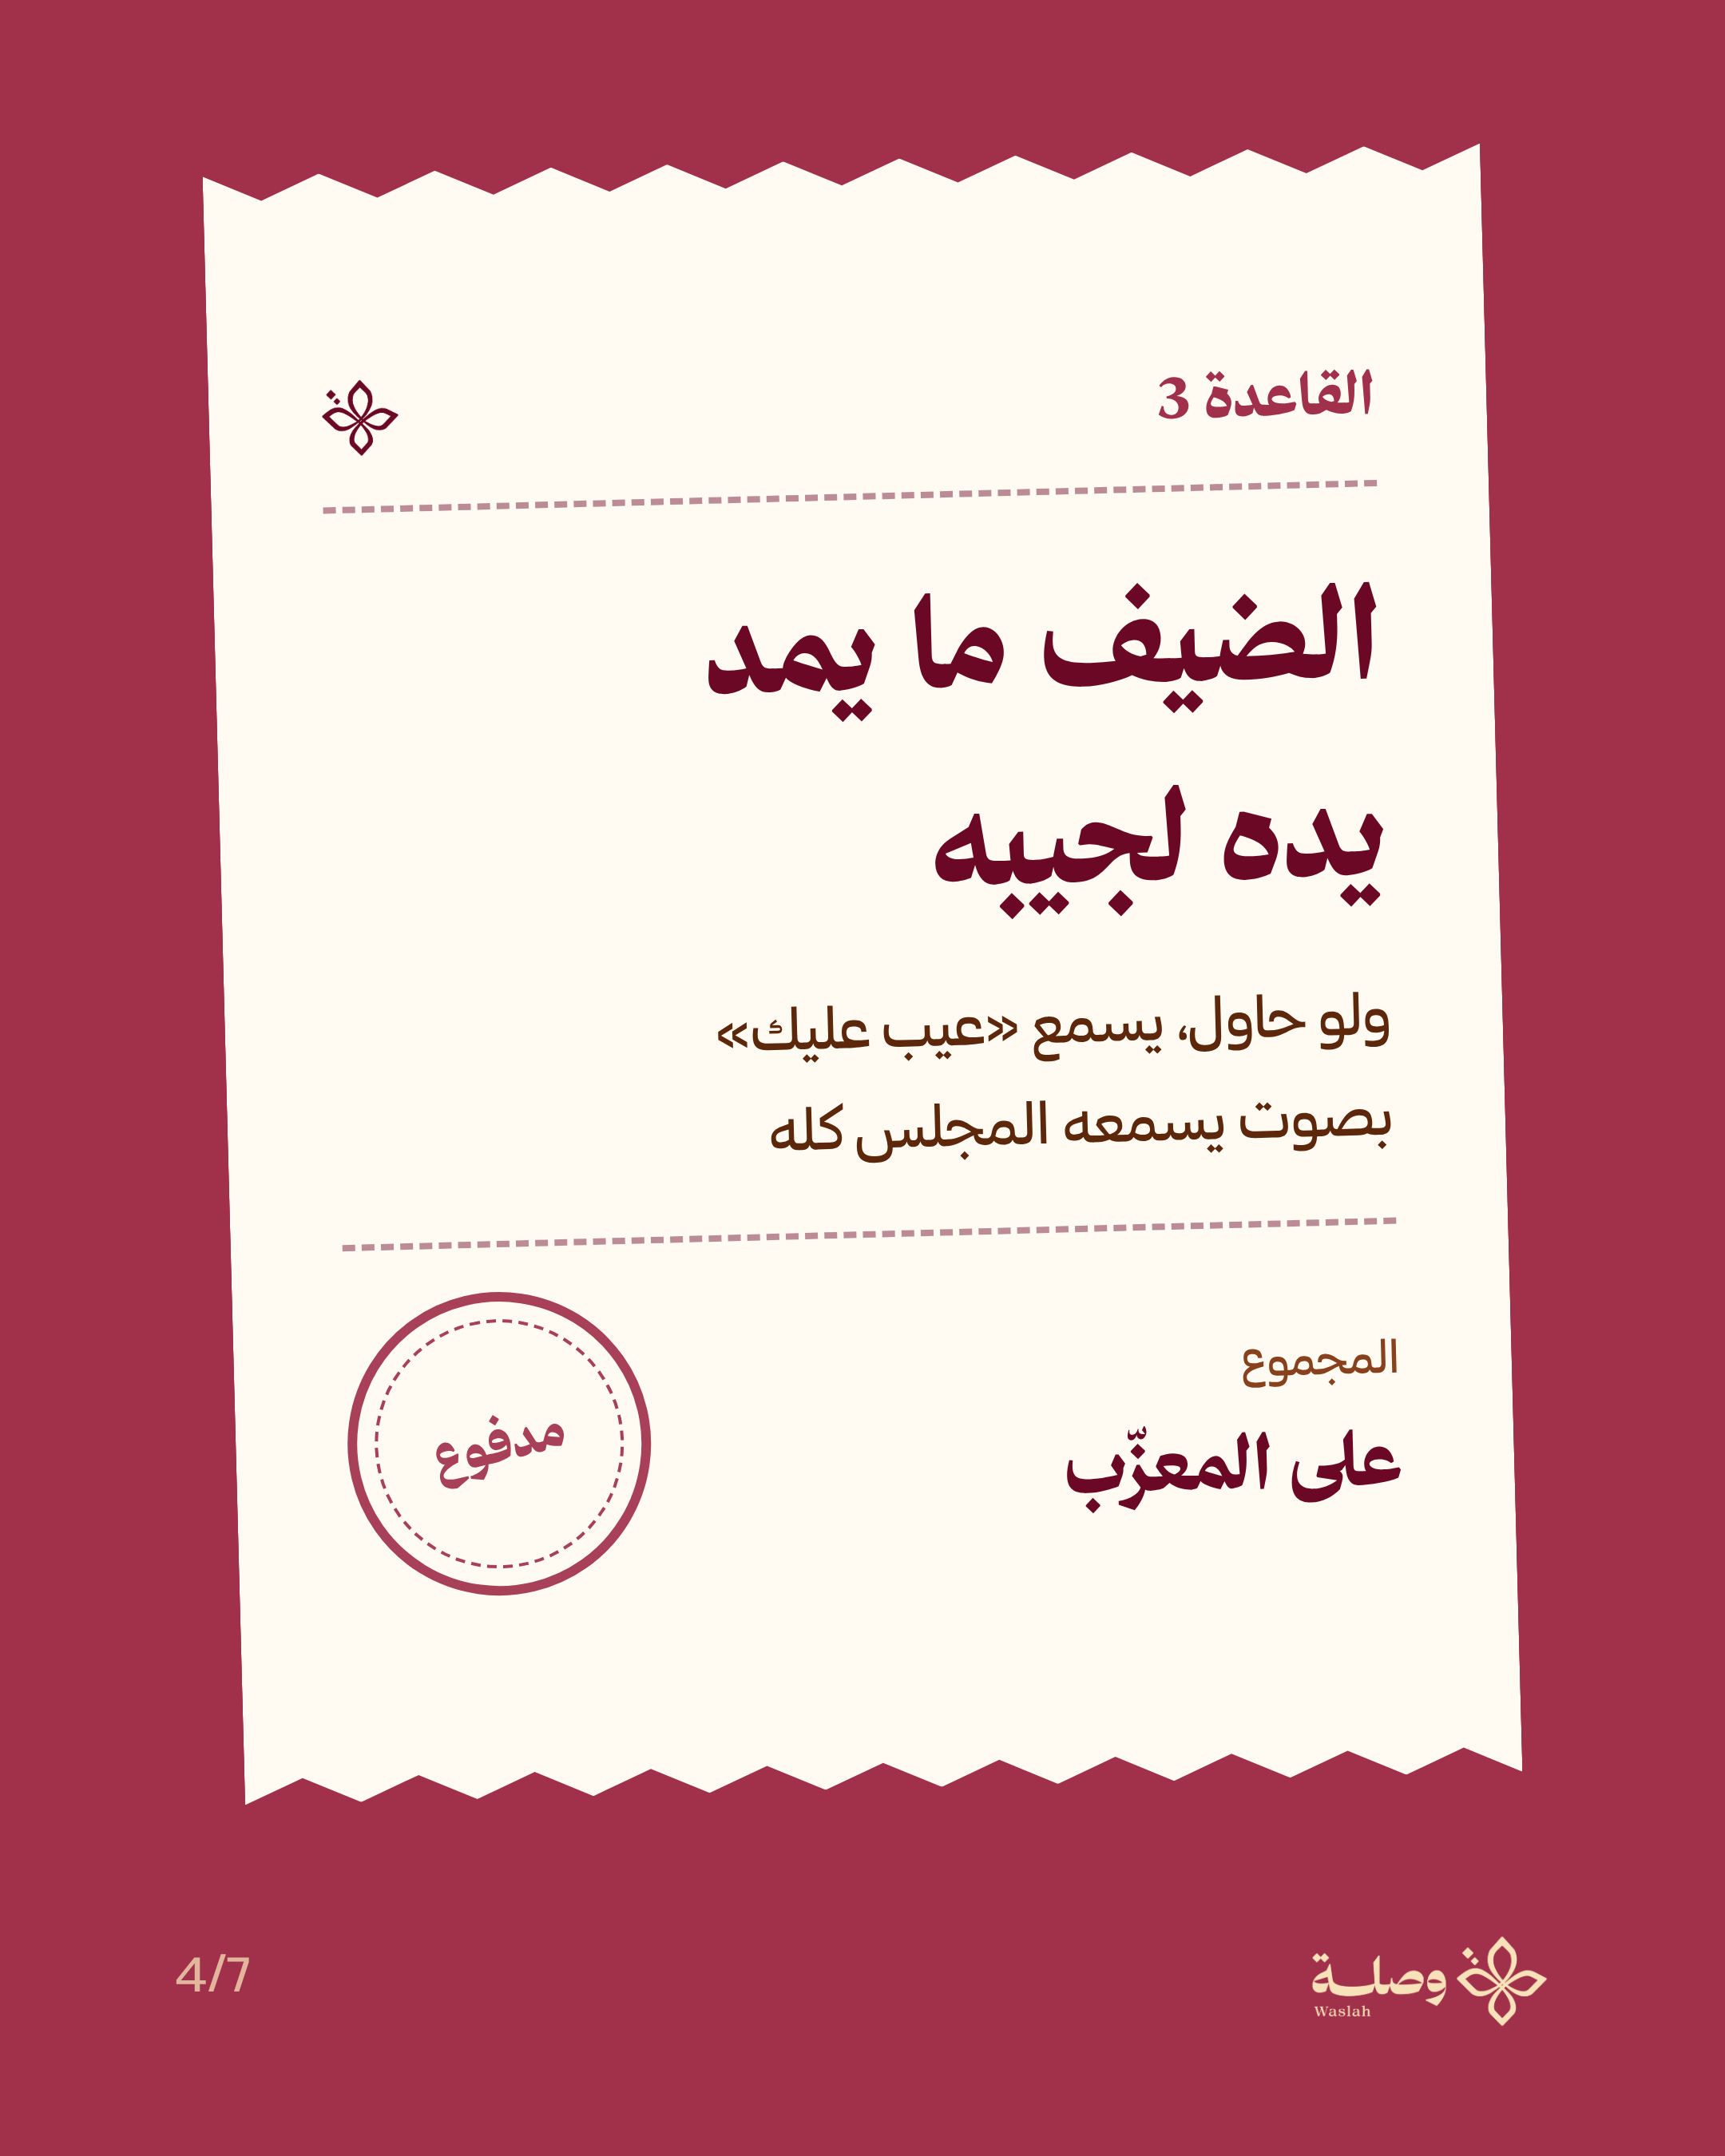 القاعدة 3
الضيف ما يمد
يده لجيبه
ولو حاول، يسمع «عيب عليك»
بصوت يسمعه المجلس كله
المجموع
على المعزّب
مدفوع
4/7
وصلـة
Waslah